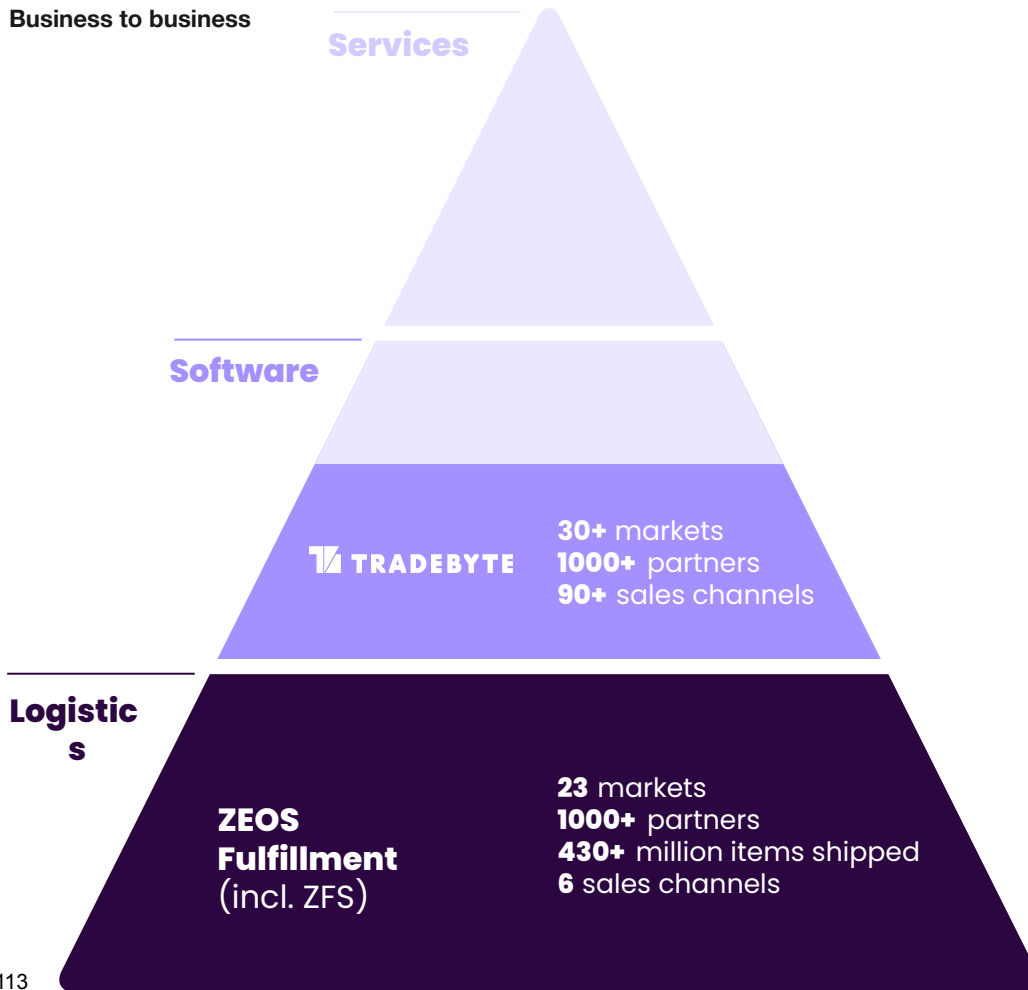 Business to business
Services
Software
TRADEBYTE
30+ markets
1000+ partners
90+ sales channels
Logistic
s
ZEOS
Fulfillment
(incl. ZFS)
23 markets
1000+ partners
430+ million items shipped
6 sales channels
113